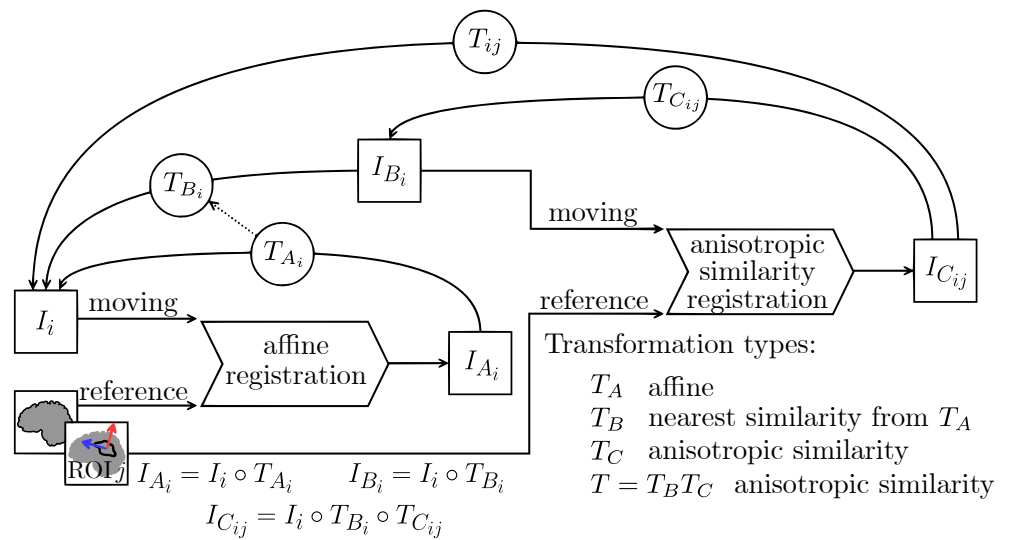 T_{ij}
T_{C_{ij}}
I_{B_i}
T_{B_i}
moving
T_{A_i}
anisotropic
similarity
registration
I_{C_{ij}}
I_i
moving
reference
affine
registration
I_{A_i}
Transformation types:
T_A affine
reference
T_B nearest similarity from T_A
T_C anisotropic similarity
ROI j
I_{A_i} = I_i ∘ T_{A_i}
I_{B_i} = I_i ∘ T_{B_i}
T = T_B T_C anisotropic similarity
I_{C_{ij}} = I_i ∘ T_{B_i} ∘ T_{C_{ij}}